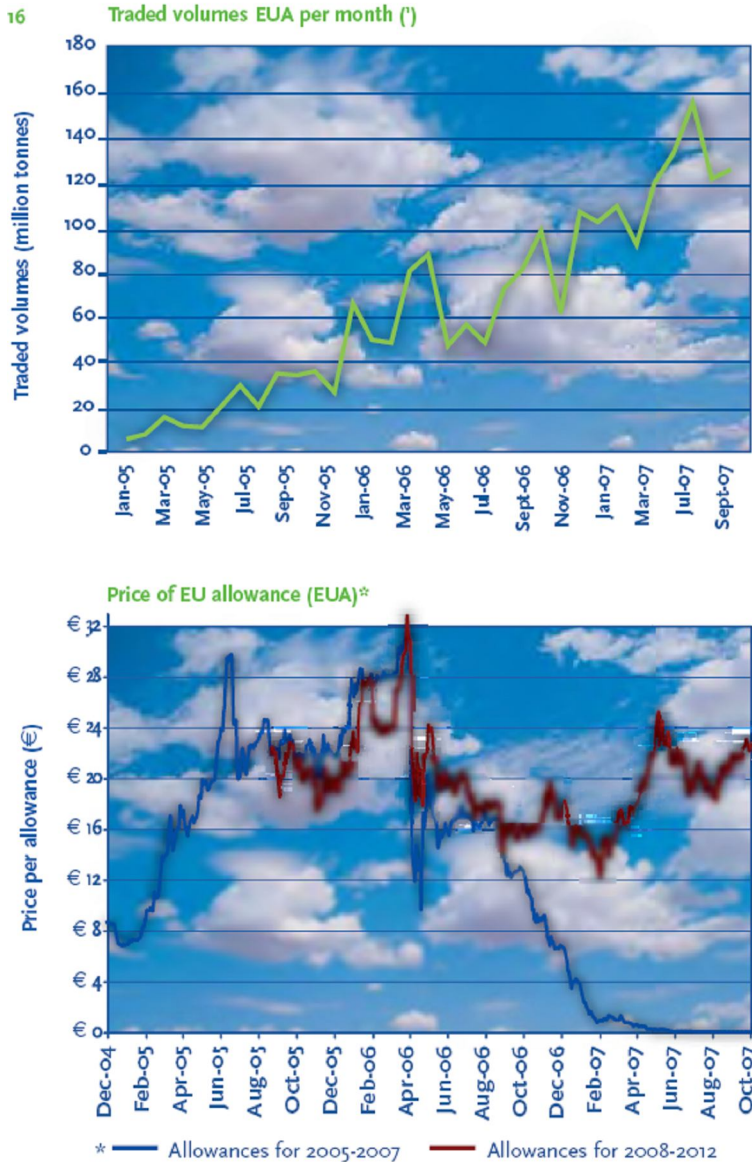 16
Traded volumes EUA per month (¹)
Traded volumes (million tonnes)
180
160
140
120
100
80
60
40
20
0
Jan-05 Mar-05 May-05 Jul-05 Sep-05 Nov-05 Jan-06 Mar-06 May-06 Jul-06 Sept-06 Nov-06 Jan-07 Mar-07 Jul-07 Sept-07
Price of EU allowance (EUA)*
Price per allowance (€)
€ 32
€ 28
€ 24
€ 20
€ 16
€ 12
€ 8
€ 4
€ 0
Dec-04 Feb-05 Apr-05 Jun-05 Aug-05 Oct-05 Dec-05 Feb-06 Apr-06 Jun-06 Aug-06 Oct-06 Dec-06 Feb-07 Apr-07 Jun-07 Aug-07 Oct-07
* Allowances for 2005-2007 Allowances for 2008-2012